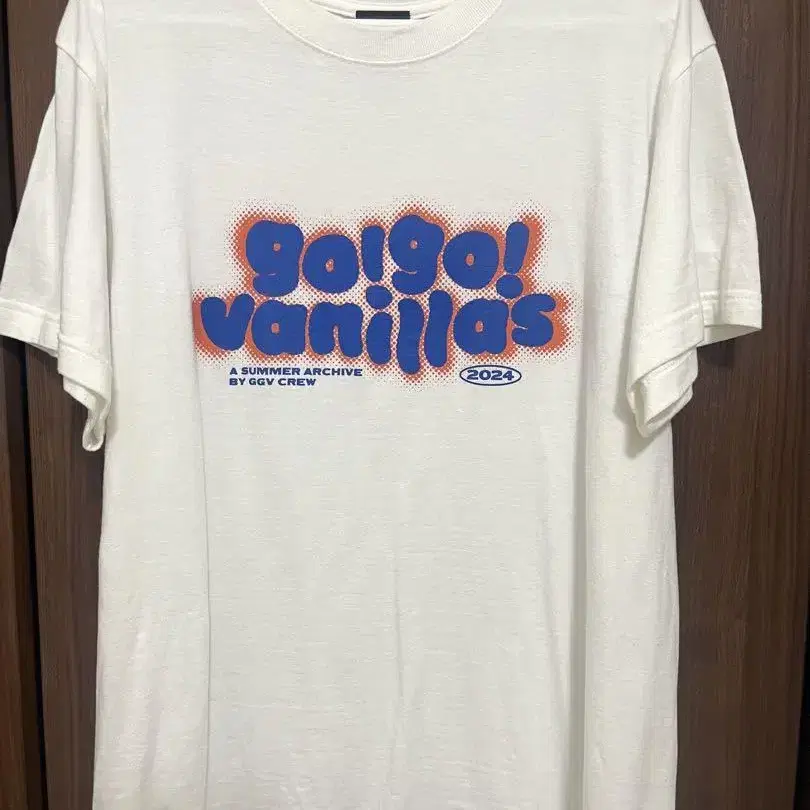 go!go!
vanillas
A SUMMER ARCHIVE
BY GGV CREW
2024